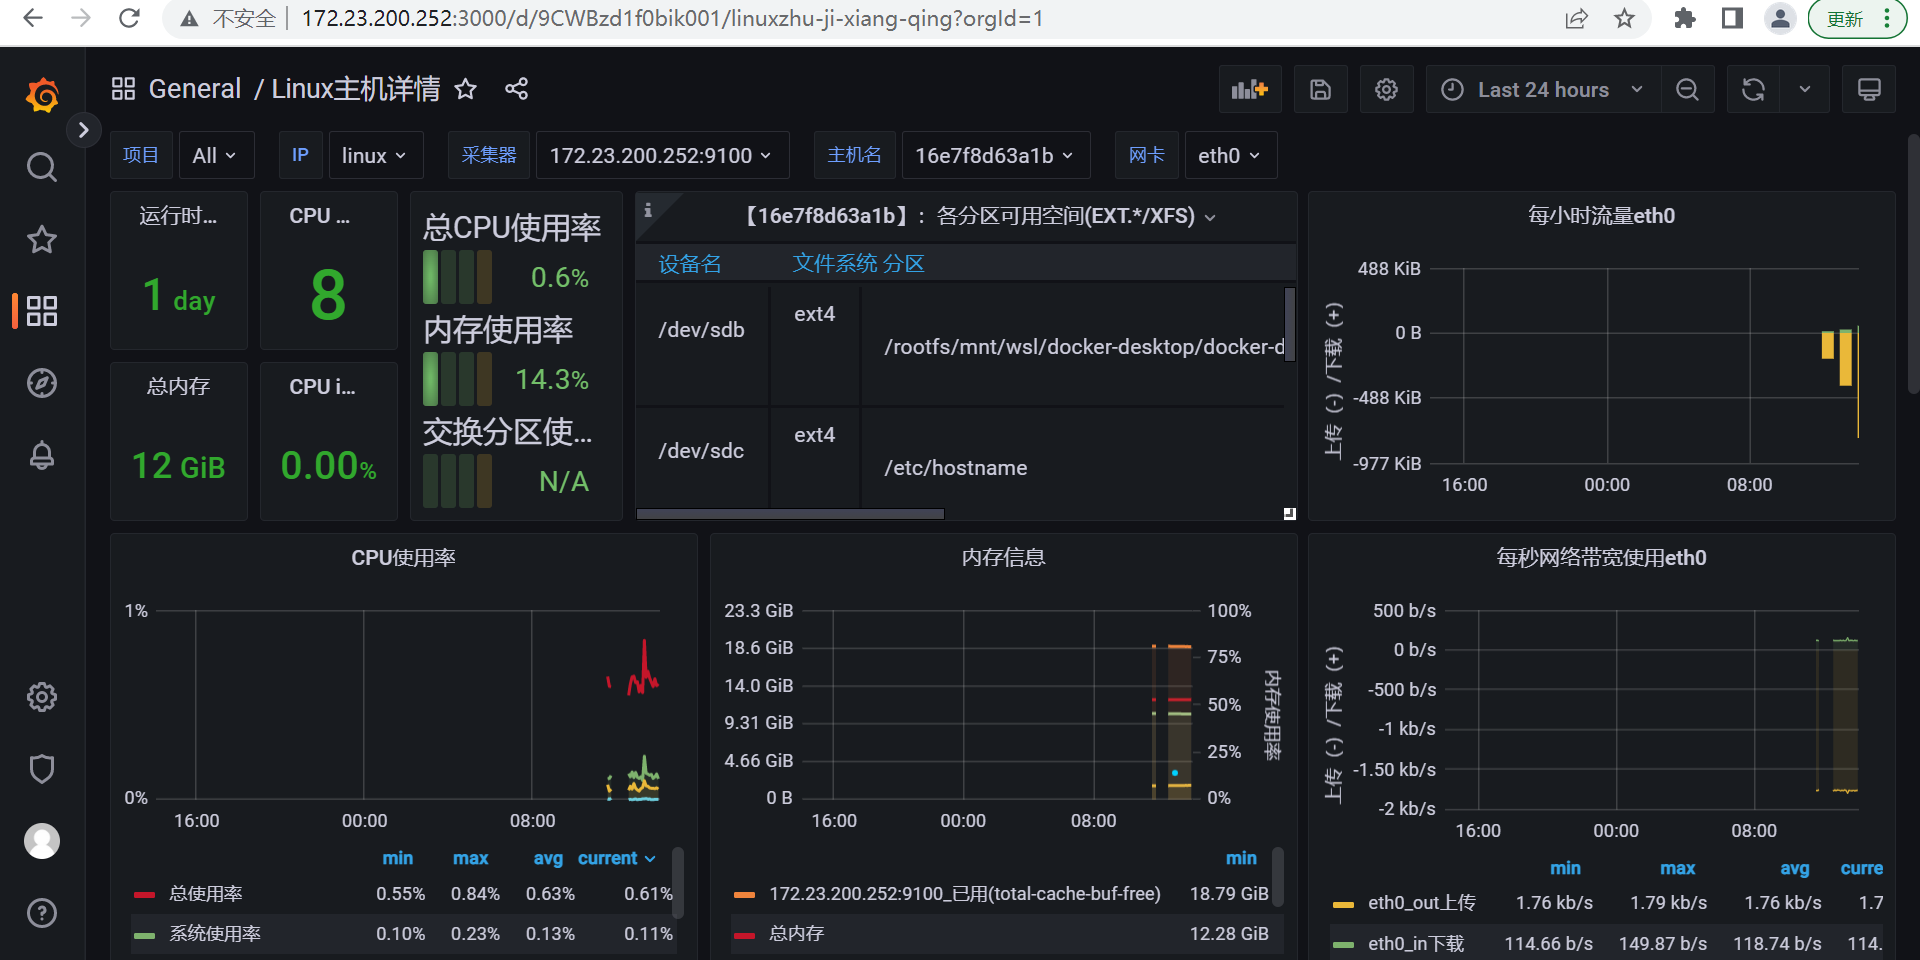 不安全 172.23.200.252:3000/d/9CWBzd1f0bik001/linuxzhu-ji-xiang-qing?orgId=1 更新
General / Linux主机详情
Last 24 hours
项目 All IP linux 采集器 172.23.200.252:9100 主机名 16e7f8d63a1b 网卡 eth0
运行时...
1 day
CPU ...
8
总内存
12 GiB
CPU i...
0.00%
总CPU使用率
0.6%
内存使用率
14.3%
交换分区使...
N/A
【16e7f8d63a1b】: 各分区可用空间(EXT.*/XFS)
设备名 文件系统 分区
/dev/sdb ext4 /rootfs/mnt/wsl/docker-desktop/docker-d
/dev/sdc ext4 /etc/hostname
每小时流量eth0
上传 (-) /下载 (+)
488 KiB
0 B
-488 KiB
-977 KiB
16:00 00:00 08:00
CPU使用率
1%
0%
16:00 00:00 08:00
min max avg current
总使用率 0.55% 0.84% 0.63% 0.61%
系统使用率 0.10% 0.23% 0.13% 0.11%
内存信息
23.3 GiB 100%
18.6 GiB 75%
14.0 GiB 50%
9.31 GiB 25%
4.66 GiB 0%
0 B
内存使用率
16:00 00:00 08:00
min
172.23.200.252:9100_已用(total-cache-buf-free) 18.79 GiB
总内存 12.28 GiB
每秒网络带宽使用eth0
上传 (-) /下载 (+)
500 b/s
0 b/s
-500 b/s
-1 kb/s
-1.50 kb/s
-2 kb/s
16:00 00:00 08:00
min max avg curre
eth0_out上传 1.76 kb/s 1.79 kb/s 1.76 kb/s 1.7
eth0_in下载 114.66 b/s 149.87 b/s 118.74 b/s 114.